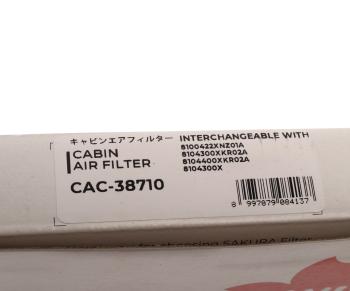 キャビンエアフィルター INTERCHANGEABLE WITH
CABIN
AIR FILTER
8100422XNZ01A
8104300XKR02A
8104400XKR02A
8104300X
CAC-38710
8 997879 084137
SAKURA Filter